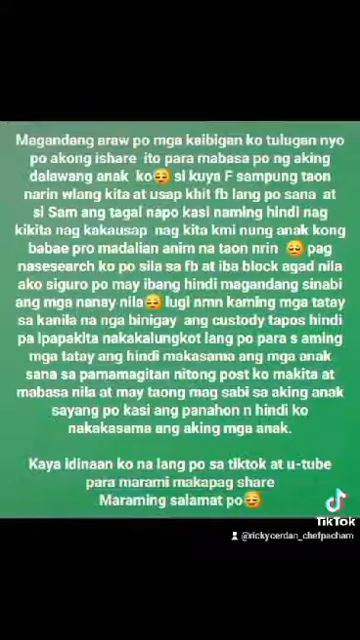 Magandang araw po mga kaibigan ko tulugan nyo
po akong ishare ito para mabasa po ng aking
dalawang anak ko😔 si kuya F sampung taon
narin wlang kita at usap khit fb lang po sana at
si Sam ang tagal napo kasi naming hindi nag
kikita nag kakausap nag kita kmi nung anak kong
babae pro madalian anim na taon nrin 😔 pag
nasesearch ko po sila sa fb at iba block agad nila
ako siguro po may ibang hindi magandang sinabi
ang mga nanay nila😔 lugi nmn kaming mga tatay
sa kanila na nga binigay ang custody tapos hindi
pa ipapakita nakakalungkot lang po para s aming
mga tatay ang hindi makasama ang mga anak
sana sa pamamagitan nitong post ko makita at
mabasa nila at may taong mag sabi sa aking anak
sayang po kasi ang panahon n hindi ko
nakakasama ang aking mga anak.
Kaya idinaan ko na lang po sa tiktok at u-tube
para marami makapag share
Maraming salamat po😔
TikTok
@rickycerdan_chefpacham